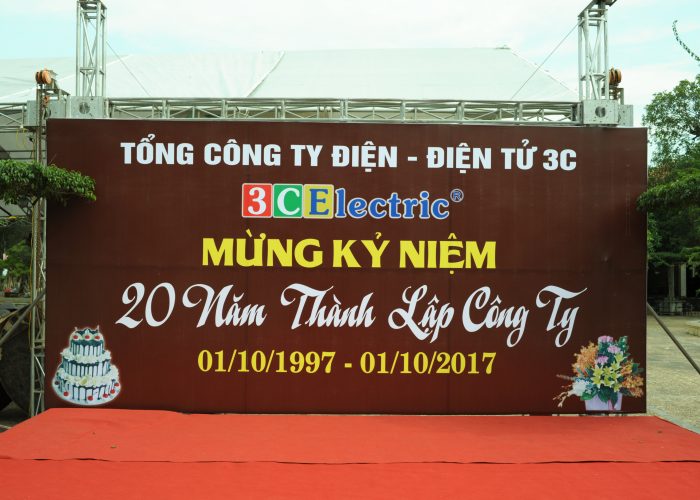 TỔNG CÔNG TY ĐIỆN - ĐIỆN TỬ 3C
3CElectric®
MỪNG KỶ NIỆM
20 Năm Thành Lập Công Ty
01/10/1997 - 01/10/2017